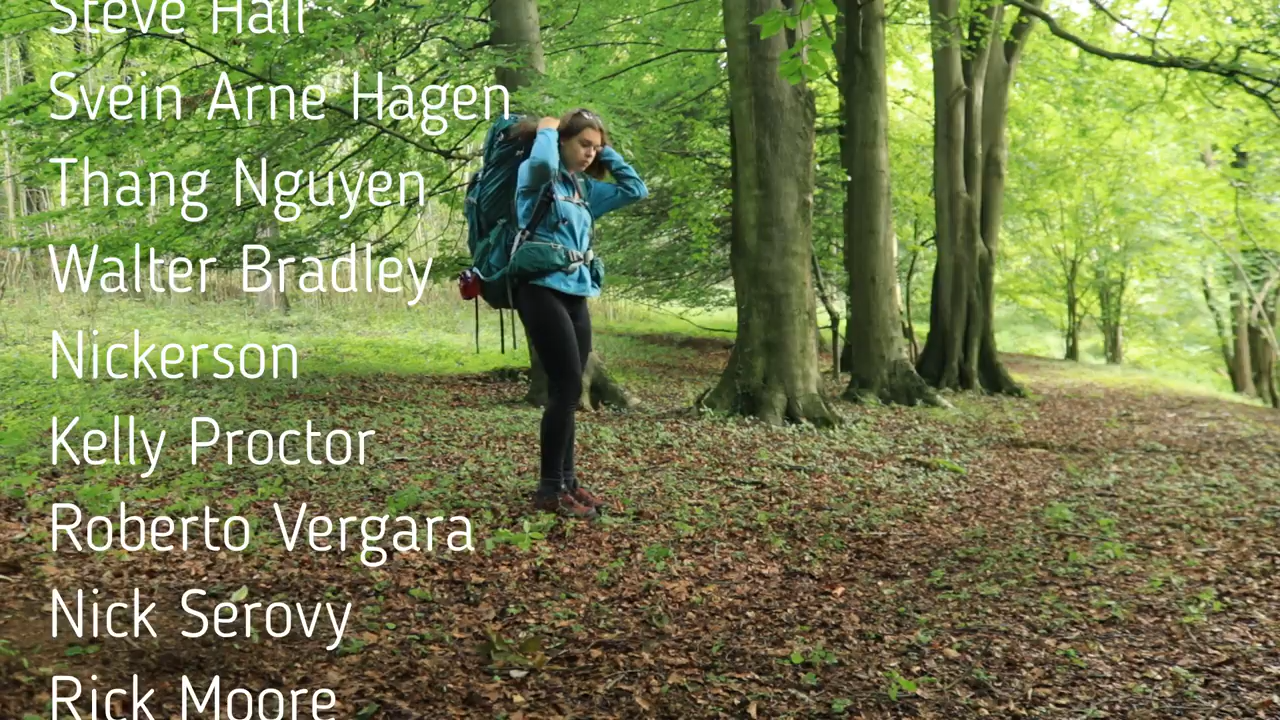 Steve Hall
Svein Arne Hagen
Thang Nguyen
Walter Bradley
Nickerson
Kelly Proctor
Roberto Vergara
Nick Serovy
Rick Moore